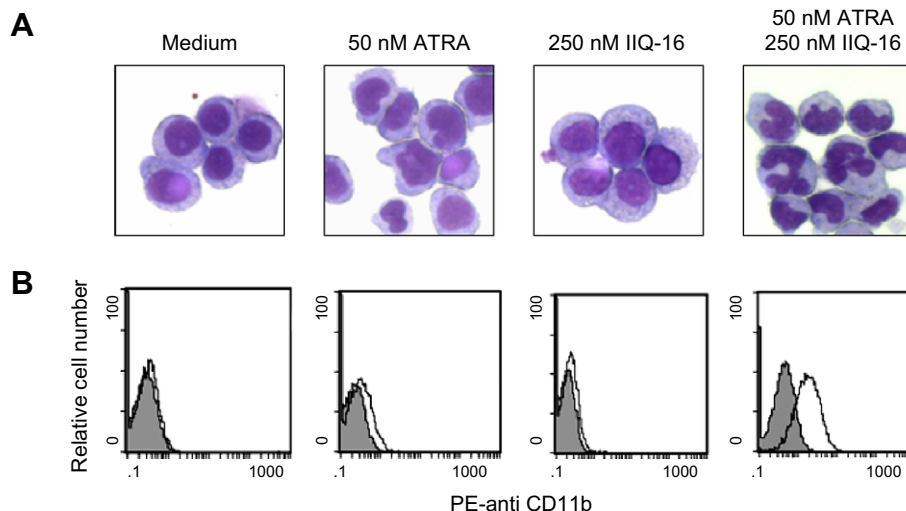 A
Medium
50 nM ATRA
250 nM IIQ-16
50 nM ATRA
250 nM IIQ-16
B
Relative cell number
100
0
.1
1000
100
0
.1
1000
100
0
.1
1000
100
0
.1
1000
PE-anti CD11b